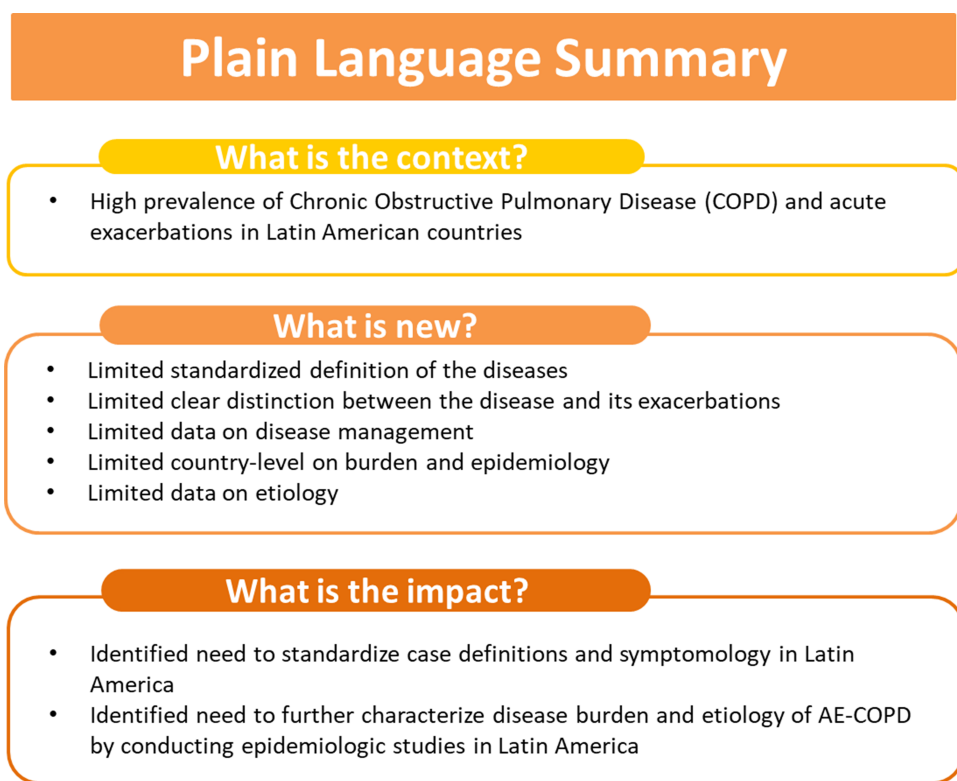 Plain Language Summary
What is the context?
• High prevalence of Chronic Obstructive Pulmonary Disease (COPD) and acute
exacerbations in Latin American countries
What is new?
• Limited standardized definition of the diseases
• Limited clear distinction between the disease and its exacerbations
• Limited data on disease management
• Limited country-level on burden and epidemiology
• Limited data on etiology
What is the impact?
• Identified need to standardize case definitions and symptomology in Latin
America
• Identified need to further characterize disease burden and etiology of AE-COPD
by conducting epidemiologic studies in Latin America